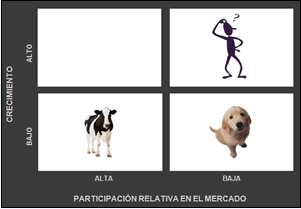 CRECIMIENTO
ALTO
?
BAJO
ALTA
BAJA
PARTICIPACIÓN RELATIVA EN EL MERCADO